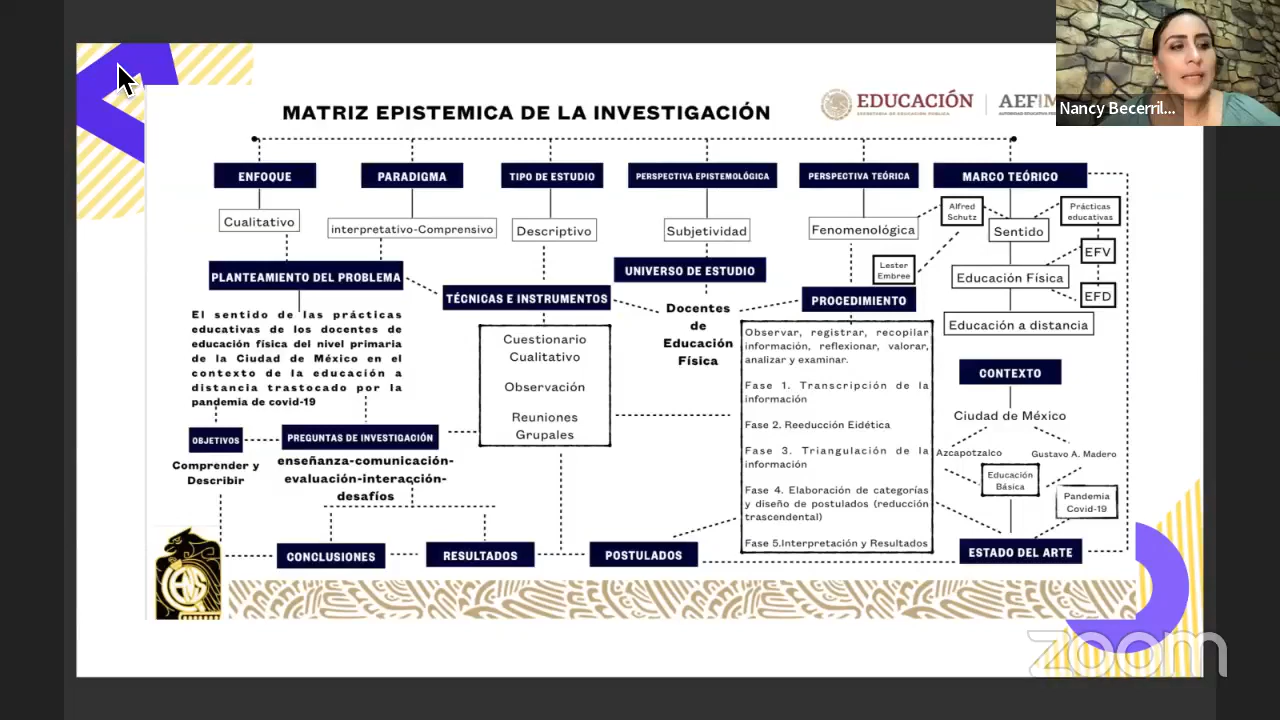 MATRIZ EPISTEMICA DE LA INVESTIGACIÓN
EDUCACIÓN
SECRETARÍA DE EDUCACIÓN PÚBLICA
AEFM
Nancy Becerril...
ENFOQUE
PARADIGMA
TIPO DE ESTUDIO
PERSPECTIVA EPISTEMOLÓGICA
PERSPECTIVA TEÓRICA
MARCO TEÓRICO
Cualitativo
interpretativo-Comprensivo
Descriptivo
Subjetividad
Fenomenológica
Alfred
Schutz
Sentido
Prácticas
educativas
EFV
Lester
Embree
Educación Física
EFD
Educación a distancia
PLANTEAMIENTO DEL PROBLEMA
El sentido de las prácticas
educativas de los docentes de
educación física del nivel primaria
de la Ciudad de México en el
contexto de la educación a
distancia trastocado por la
pandemia de covid-19
TÉCNICAS E INSTRUMENTOS
Cuestionario
Cualitativo
Observación
Reuniones
Grupales
UNIVERSO DE ESTUDIO
Docentes
de
Educación
Física
PROCEDIMIENTO
Observar, registrar, recopilar
información, reflexionar, valorar,
analizar y examinar.
Fase 1. Transcripción de la
información
Fase 2. Reeducción Eidética
Fase 3. Triangulación de la
información
Fase 4. Elaboración de categorías
y diseño de postulados (reducción
trascendental)
Fase 5.Interpretación y Resultados
CONTEXTO
Ciudad de México
Azcapotzalco
Gustavo A. Madero
Educación
Básica
Pandemia
Covid-19
OBJETIVOS
Comprender y
Describir
PREGUNTAS DE INVESTIGACIÓN
enseñanza-comunicación-
evaluación-interacción-
desafíos
CONCLUSIONES
RESULTADOS
POSTULADOS
ESTADO DEL ARTE
zoom